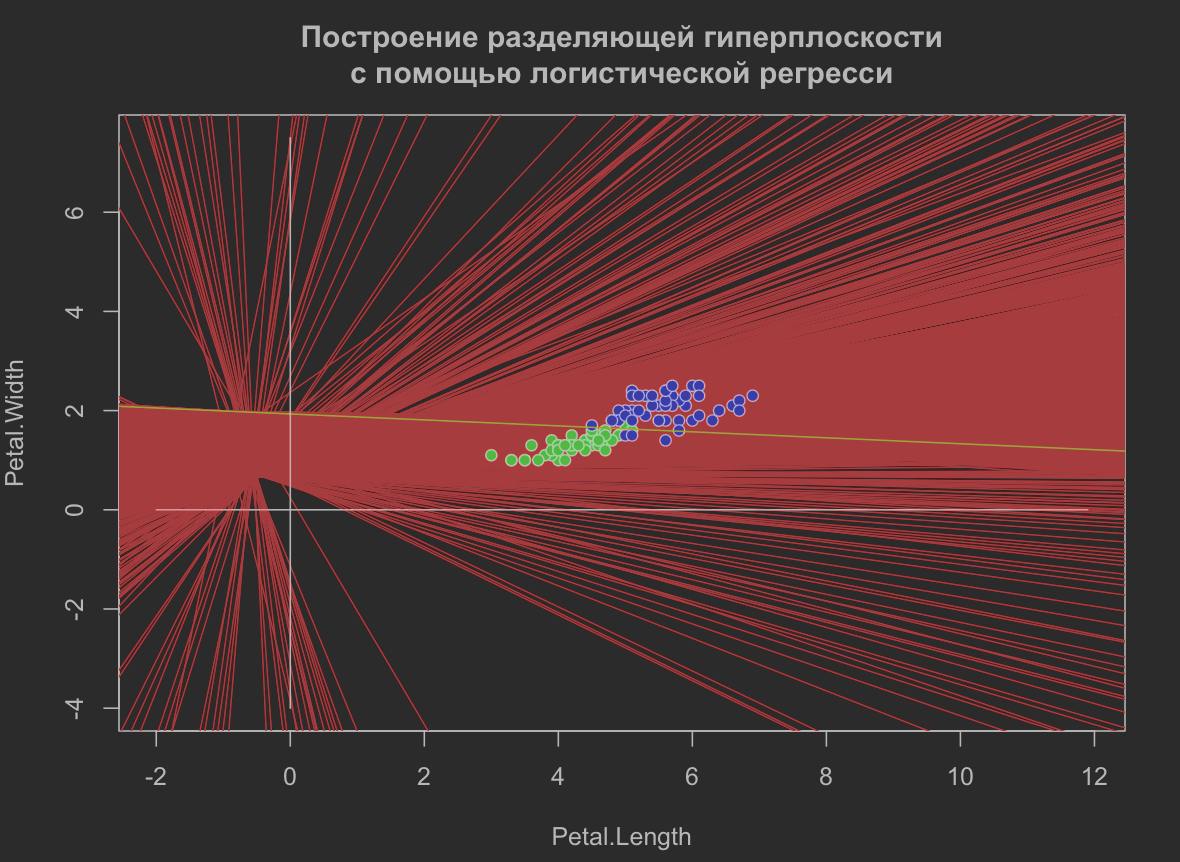 Построение разделяющей гиперплоскости
с помощью логистической регресси
6
4
2
0
-2
-4
Petal.Width
-2 0 2 4 6 8 10 12
Petal.Length